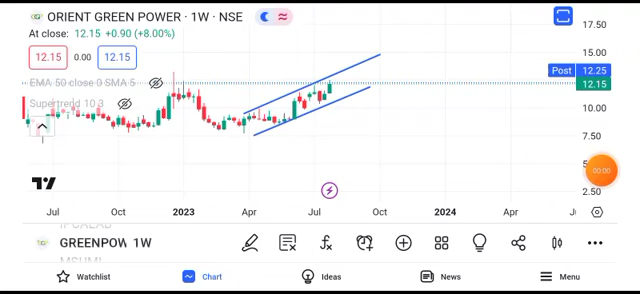 ORIENT GREEN POWER · 1W · NSE
At close: 12.15 +0.90 (+8.00%)
12.15 0.00 12.15
EMA 50 close 0 SMA 5
Supertrend 10 3
17.50
15.00
Post 12.25
12.15
10.00
7.50
00:00
2.50
Jul Oct 2023 Apr Jul Oct 2024 Apr
GREENPOW 1W
Watchlist Chart Ideas News Menu